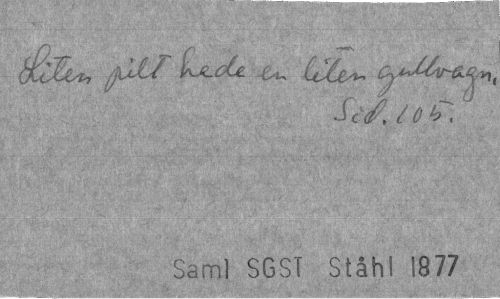 Liten pilt hade en liten gullvagn.
Sid. 105.
Saml SGST Ståhl 1877